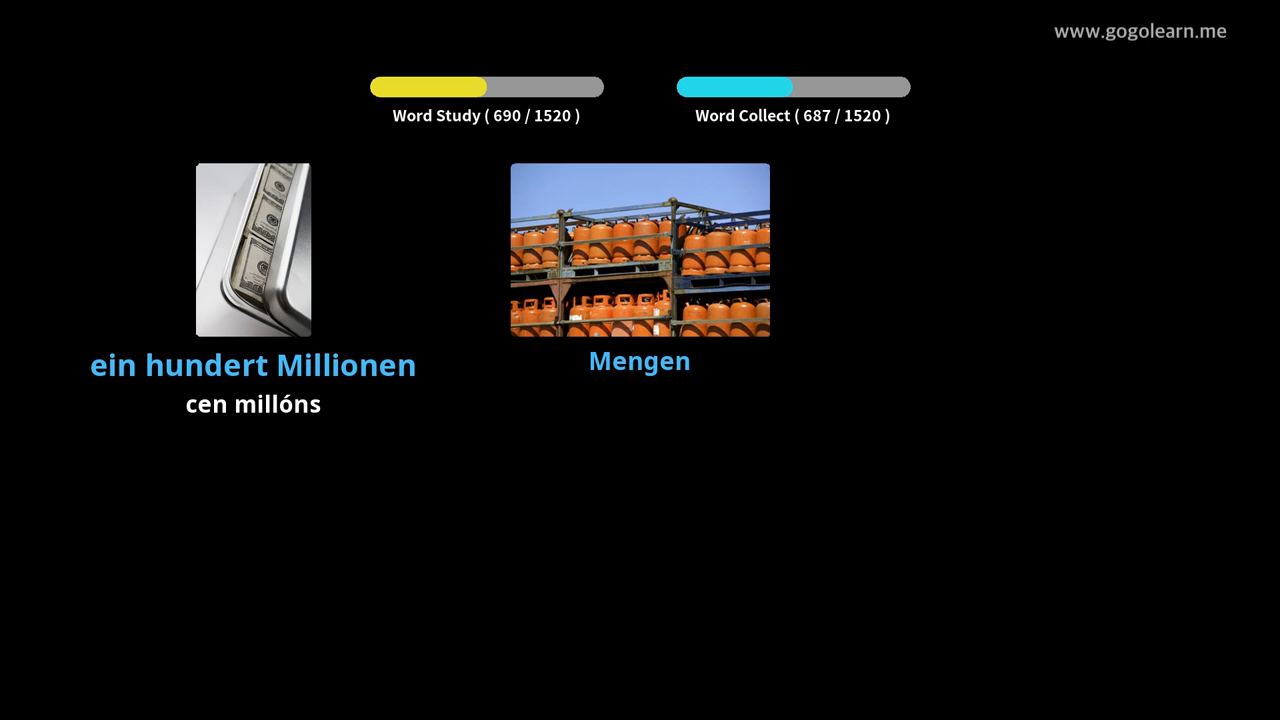 www.gogolearn.me
Word Study ( 690 / 1520 )
Word Collect ( 687 / 1520 )
ein hundert Millionen
cen millóns
Mengen